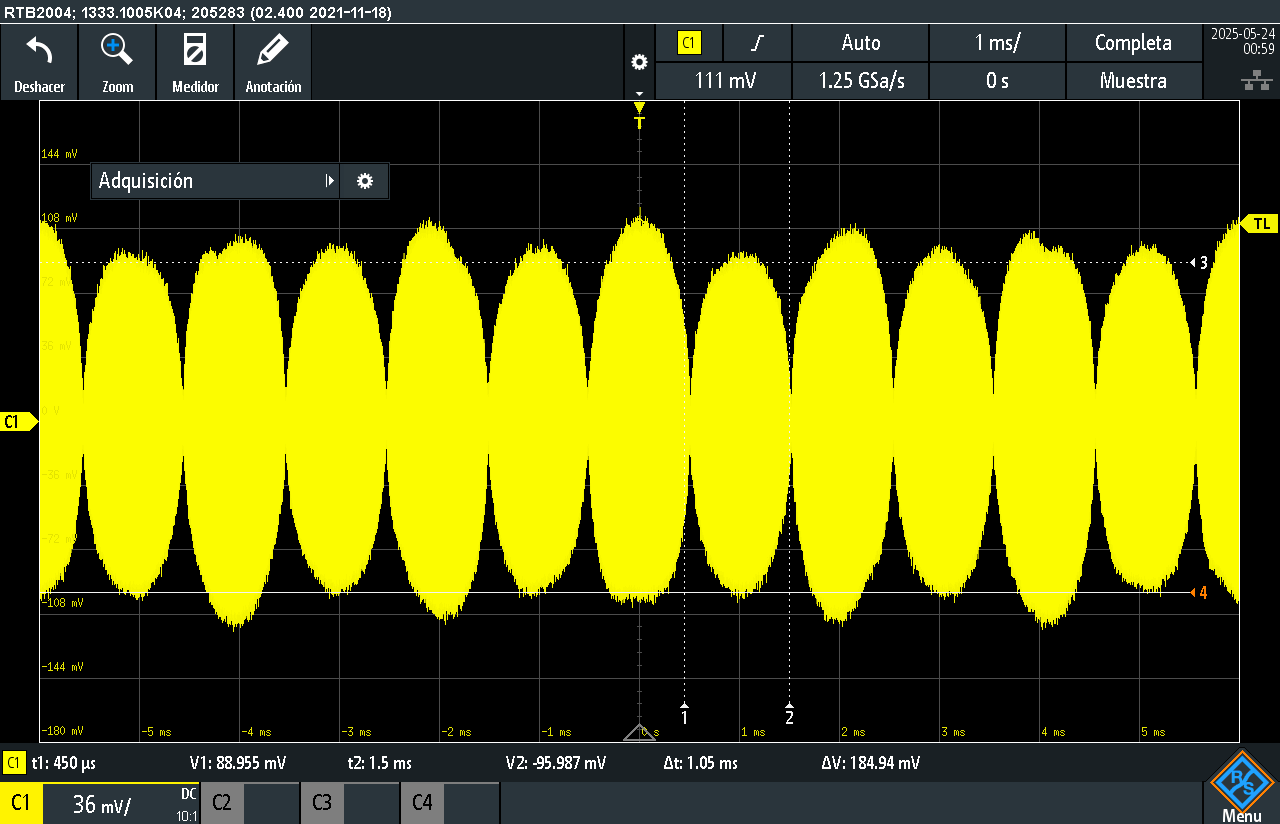 RTB2004; 1333.1005K04; 205283 (02.400 2021-11-18)
Deshacer
Zoom
Medidor
Anotación
C1
Auto
1 ms/
Completa
2025-05-24
00:59
111 mV
1.25 GSa/s
0 s
Muestra
T
144 mV
Adquisición
108 mV
TL
3
72 mV
36 mV
0 V
C1
-36 mV
-72 mV
4
-108 mV
-144 mV
1
2
-180 mV
-5 ms
-4 ms
-3 ms
-2 ms
-1 ms
0 s
1 ms
2 ms
3 ms
4 ms
5 ms
C1 t1: 450 µs V1: 88.955 mV t2: 1.5 ms V2: -95.987 mV Δt: 1.05 ms ΔV: 184.94 mV
C1 36 mV/ DC 10:1
C2
C3
C4
R&S
Menu